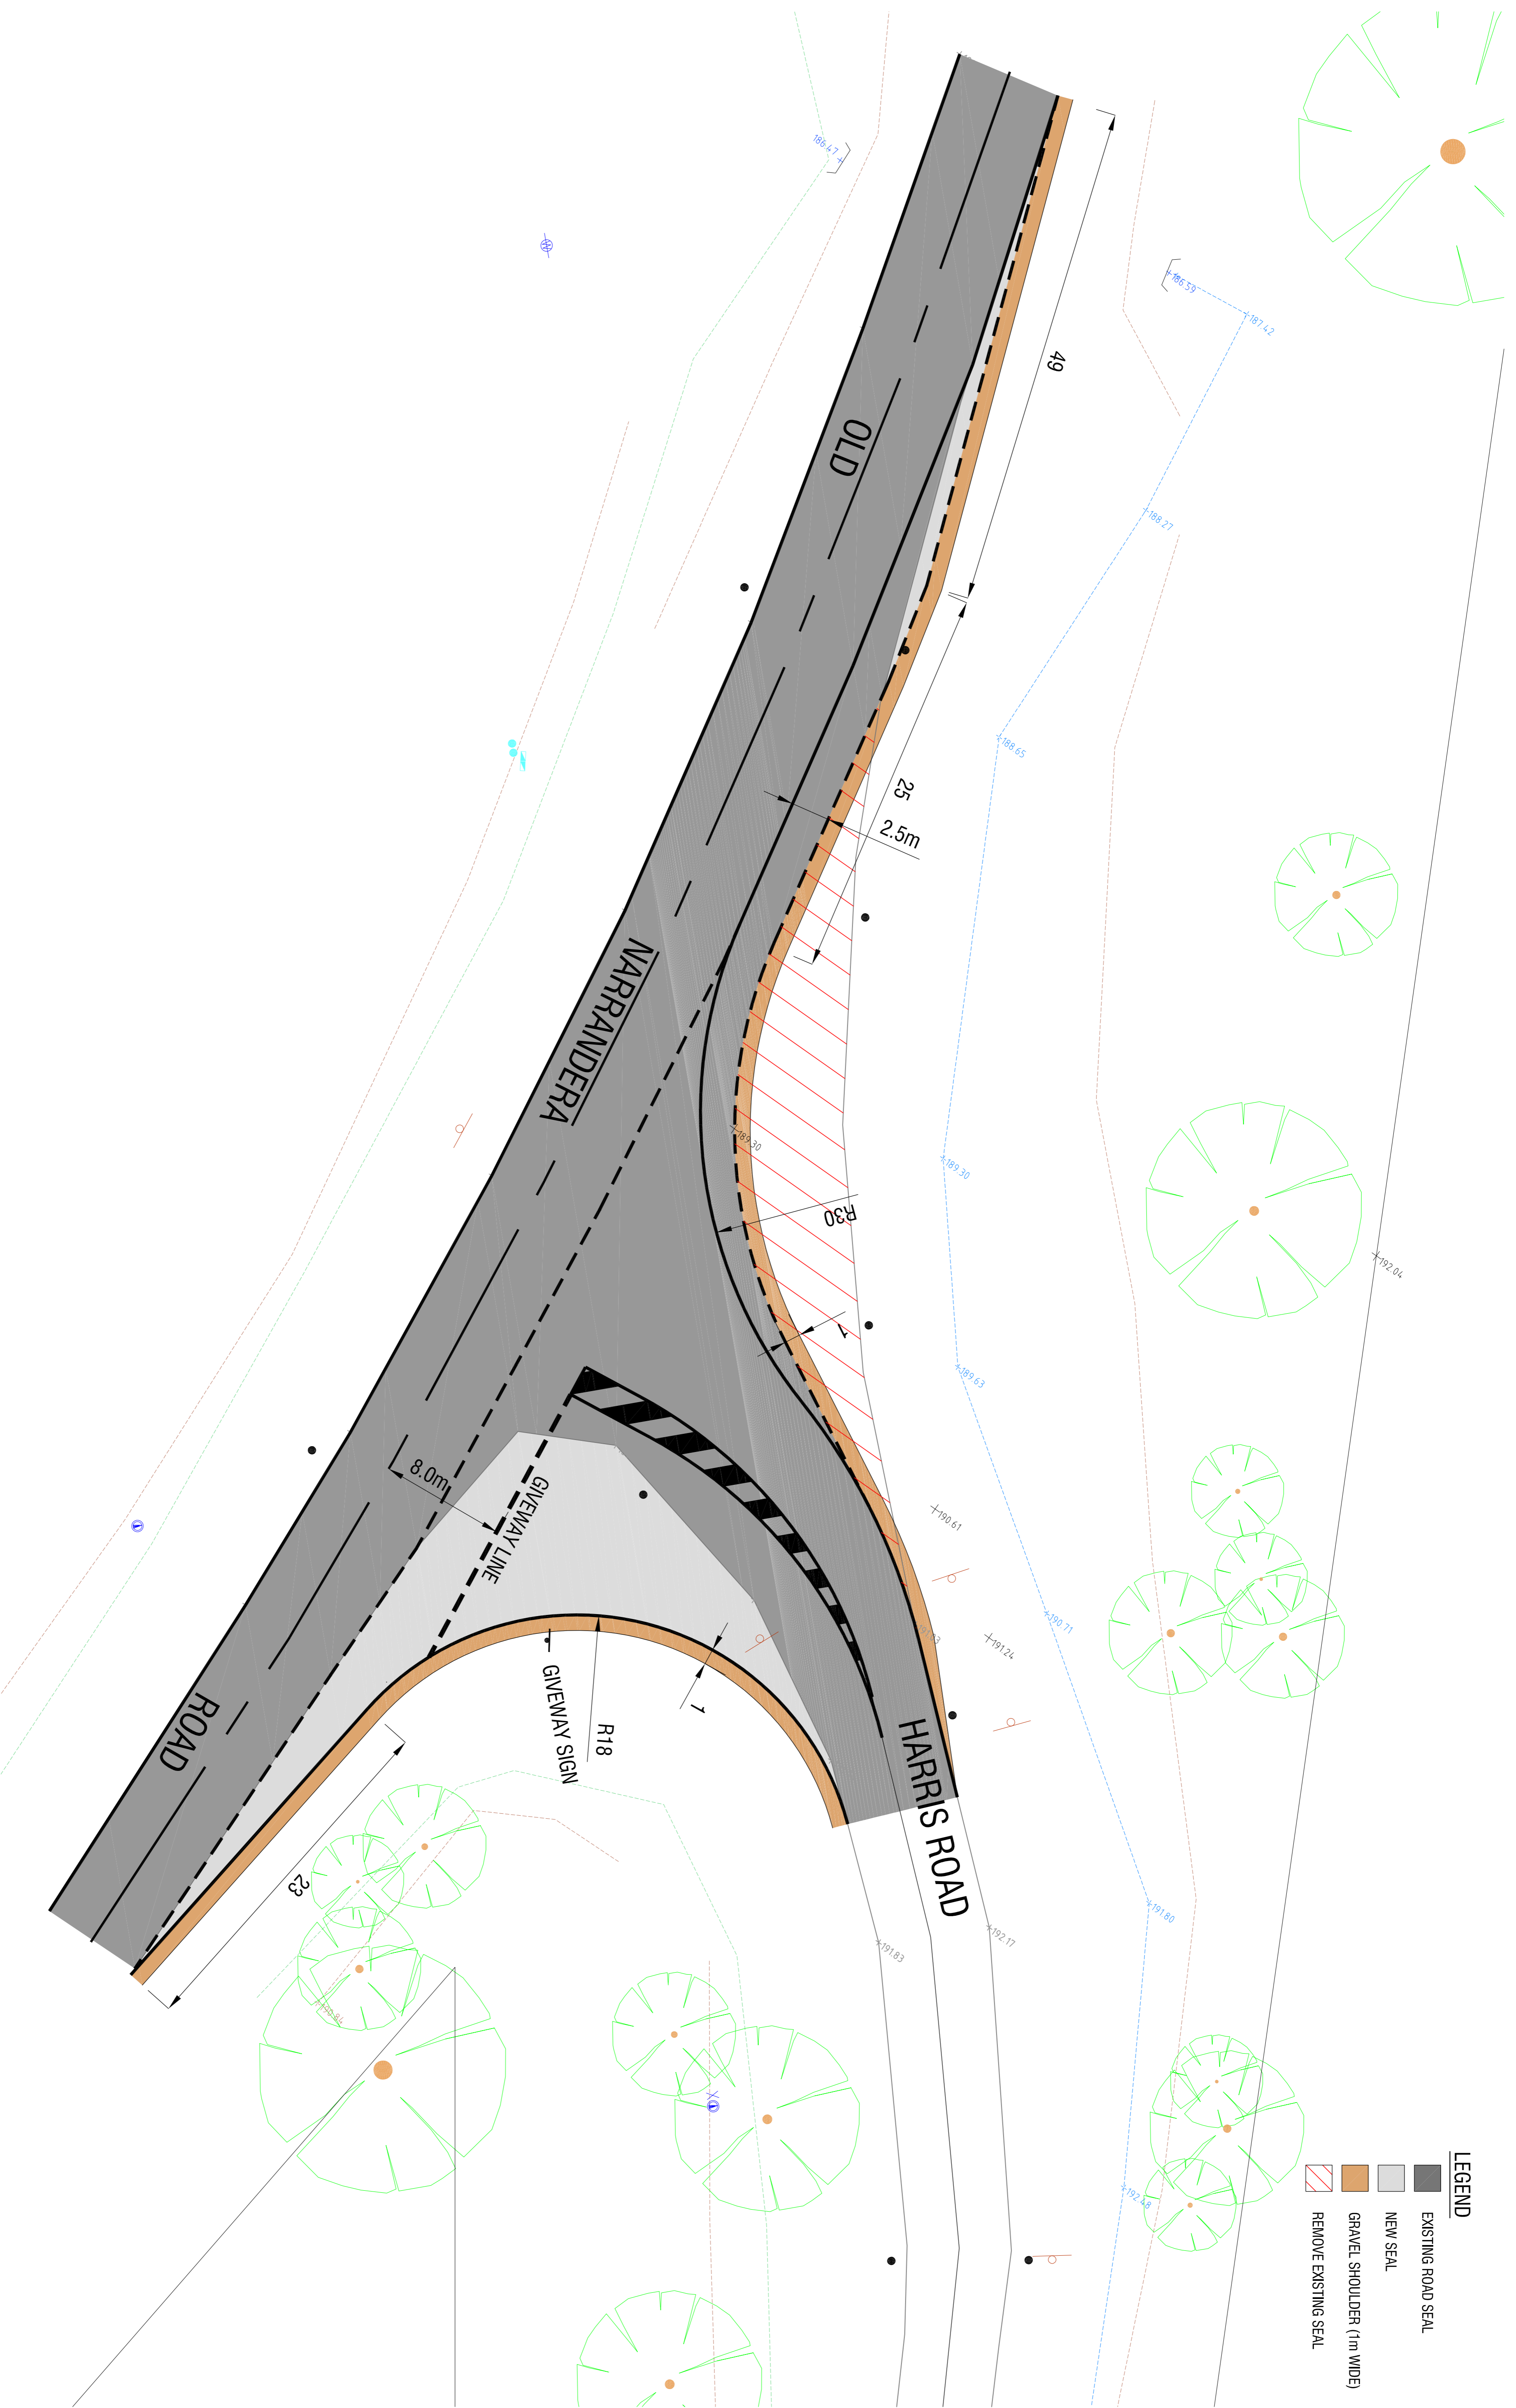 186.47
186.59
187.42
49
OLD
188.27
188.65
25
2.5m
NARRANDERA
189.30
189.30
R30
192.04
1
189.63
8.0m
GIVEWAY LINE
190.61
190.71
191.24
ROAD
GIVEWAY SIGN
R18
1
HARRIS ROAD
23
191.80
192.17
191.83
190.84
192.48
LEGEND
EXISTING ROAD SEAL
NEW SEAL
GRAVEL SHOULDER (1m WIDE)
REMOVE EXISTING SEAL